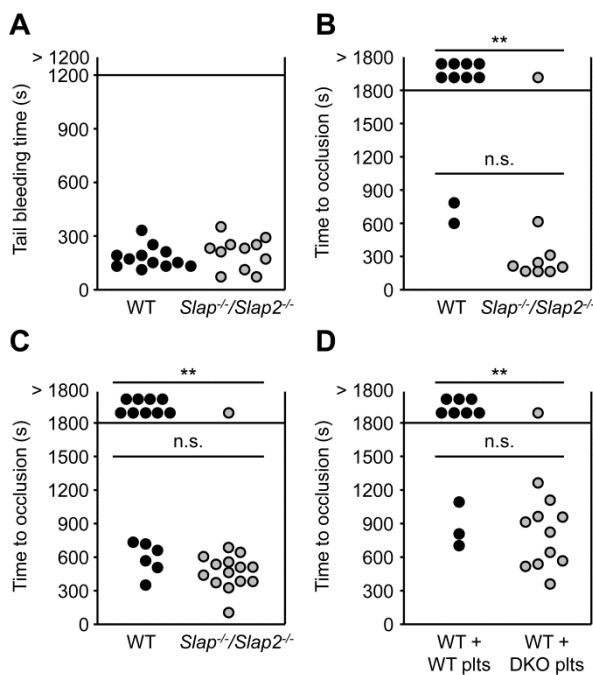 A
Tail bleeding time (s)
> 1200
1200
900
600
300
0
WT
Slap-/-/Slap2-/-
B
Time to occlusion (s)
> 1800
1800
1500
1200
900
600
300
0
**
n.s.
WT
Slap-/-/Slap2-/-
C
Time to occlusion (s)
> 1800
1800
1500
1200
900
600
300
0
**
n.s.
WT
Slap-/-/Slap2-/-
D
Time to occlusion (s)
> 1800
1800
1500
1200
900
600
300
0
**
n.s.
WT +
WT plts
WT +
DKO plts